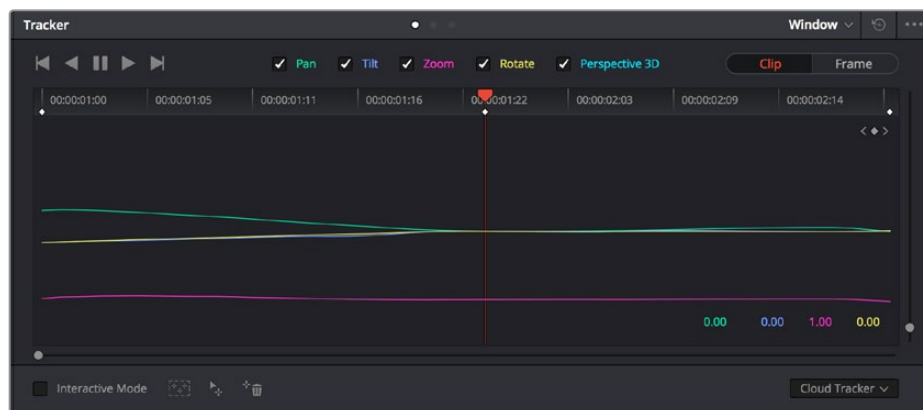 Tracker Window
Pan Tilt Zoom Rotate Perspective 3D Clip Frame
00:00:01:00 00:00:01:05 00:00:01:11 00:00:01:16 00:00:01:22 00:00:02:03 00:00:02:09 00:00:02:14
0.00 0.00 1.00 0.00
Interactive Mode Cloud Tracker